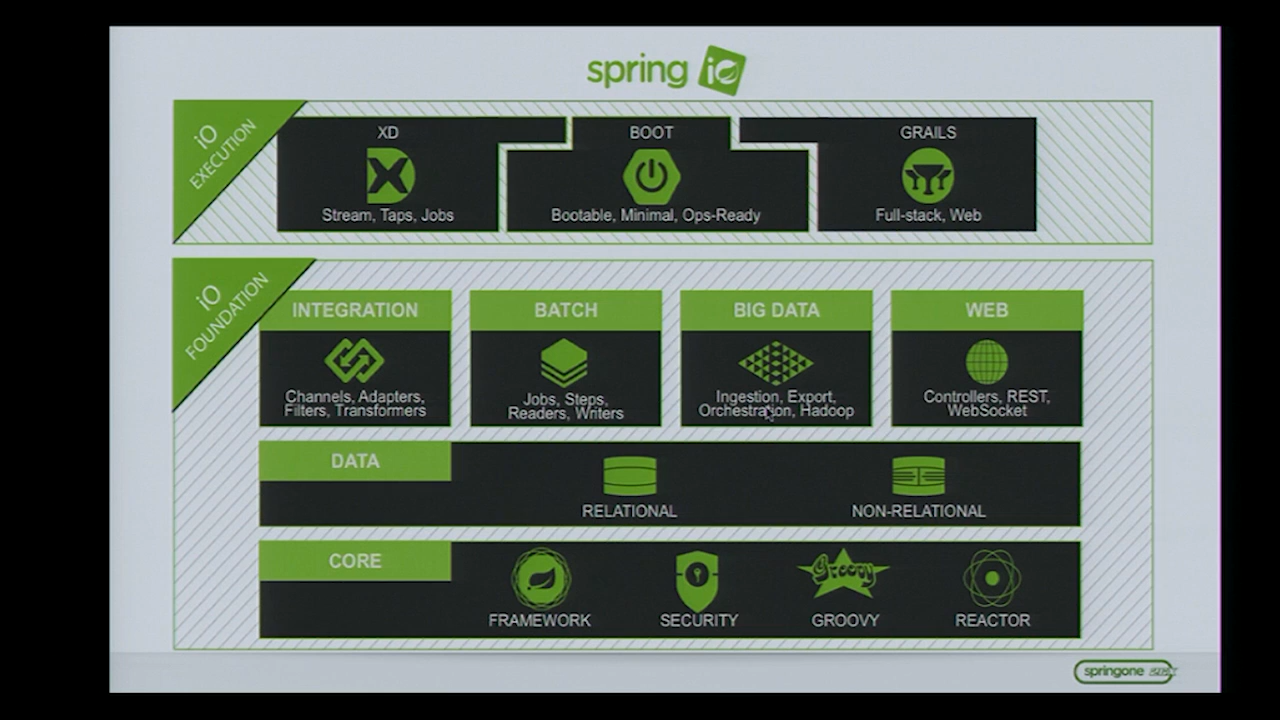 spring iO
iO
EXECUTION
XD
Stream, Taps, Jobs
BOOT
Bootable, Minimal, Ops-Ready
GRAILS
Full-stack, Web
iO
FOUNDATION
INTEGRATION
Channels, Adapters,
Filters, Transformers
BATCH
Jobs, Steps,
Readers, Writers
BIG DATA
Ingestion, Export,
Orchestration, Hadoop
WEB
Controllers, REST,
WebSocket
DATA
RELATIONAL
NON-RELATIONAL
CORE
FRAMEWORK
SECURITY
Groovy
GROOVY
REACTOR
springone